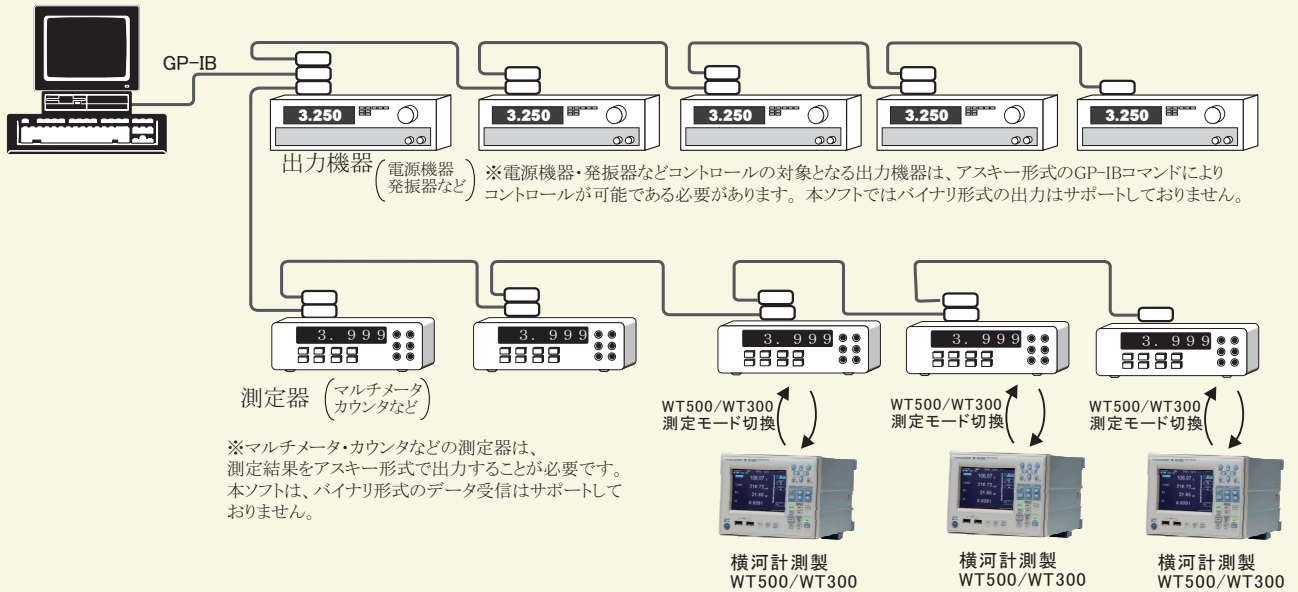 GP-IB
3.250
3.250
3.250
3.250
3.250
出力機器
電源機器
発振器など
※電源機器・発振器などコントロールの対象となる出力機器は、アスキー形式のGP-IBコマンドにより
コントロールが可能である必要があります。本ソフトではバイナリ形式の出力はサポートしておりません。
3. 999
3. 999
3. 999
3. 999
3. 999
測定器
マルチメータ
カウンタなど
WT500/WT300
測定モード切換
WT500/WT300
測定モード切換
WT500/WT300
測定モード切換
※マルチメータ・カウンタなどの測定器は、
測定結果をアスキー形式で出力することが必要です。
本ソフトは、バイナリ形式のデータ受信はサポートして
おりません。
横河計測製
WT500/WT300
横河計測製
WT500/WT300
横河計測製
WT500/WT300